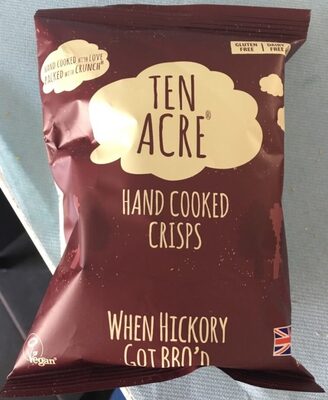 HAND COOKED WITH LOVE
PACKED WITH CRUNCH®
GLUTEN FREE
DAIRY FREE
TEN
ACRE®
HAND COOKED
CRISPS
WHEN HICKORY
GOT BBQ'D
Vegan